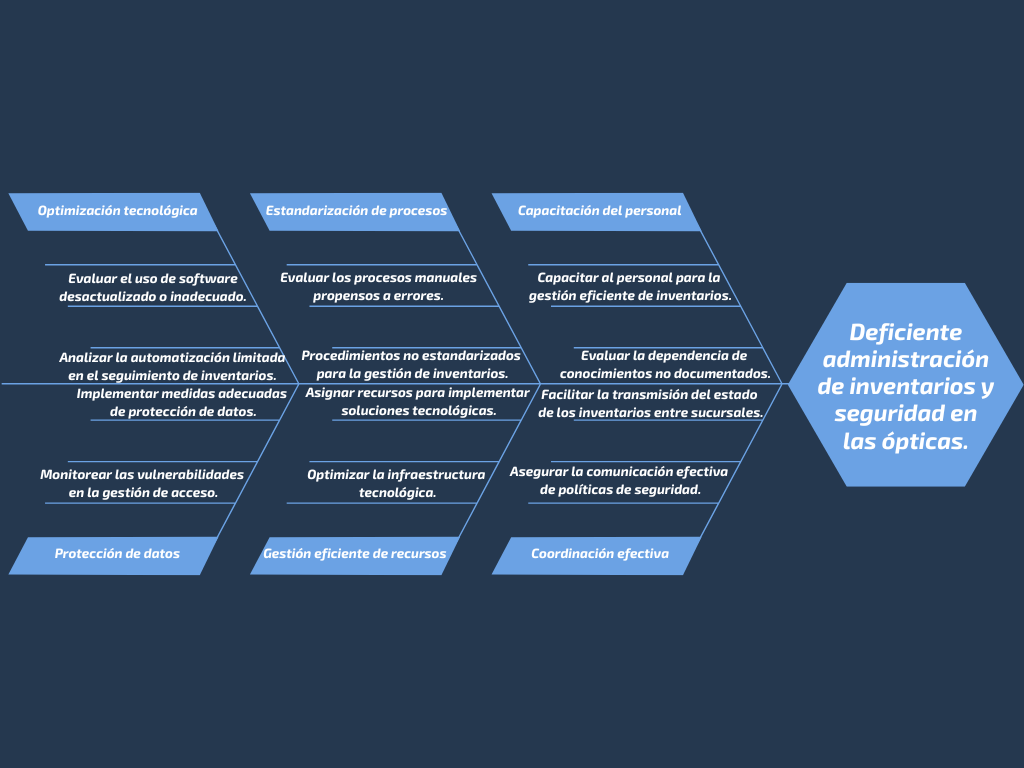 Optimización tecnológica
Estandarización de procesos
Capacitación del personal
Evaluar el uso de software
desactualizado o inadecuado.
Evaluar los procesos manuales
propensos a errores.
Capacitar al personal para la
gestión eficiente de inventarios.
Analizar la automatización limitada
en el seguimiento de inventarios.
Procedimientos no estandarizados
para la gestión de inventarios.
Evaluar la dependencia de
conocimientos no documentados.
Deficiente
administración
de inventarios y
seguridad en
las ópticas.
Implementar medidas adecuadas
de protección de datos.
Asignar recursos para implementar
soluciones tecnológicas.
Facilitar la transmisión del estado
de los inventarios entre sucursales.
Monitorear las vulnerabilidades
en la gestión de acceso.
Optimizar la infraestructura
tecnológica.
Asegurar la comunicación efectiva
de políticas de seguridad.
Protección de datos
Gestión eficiente de recursos
Coordinación efectiva